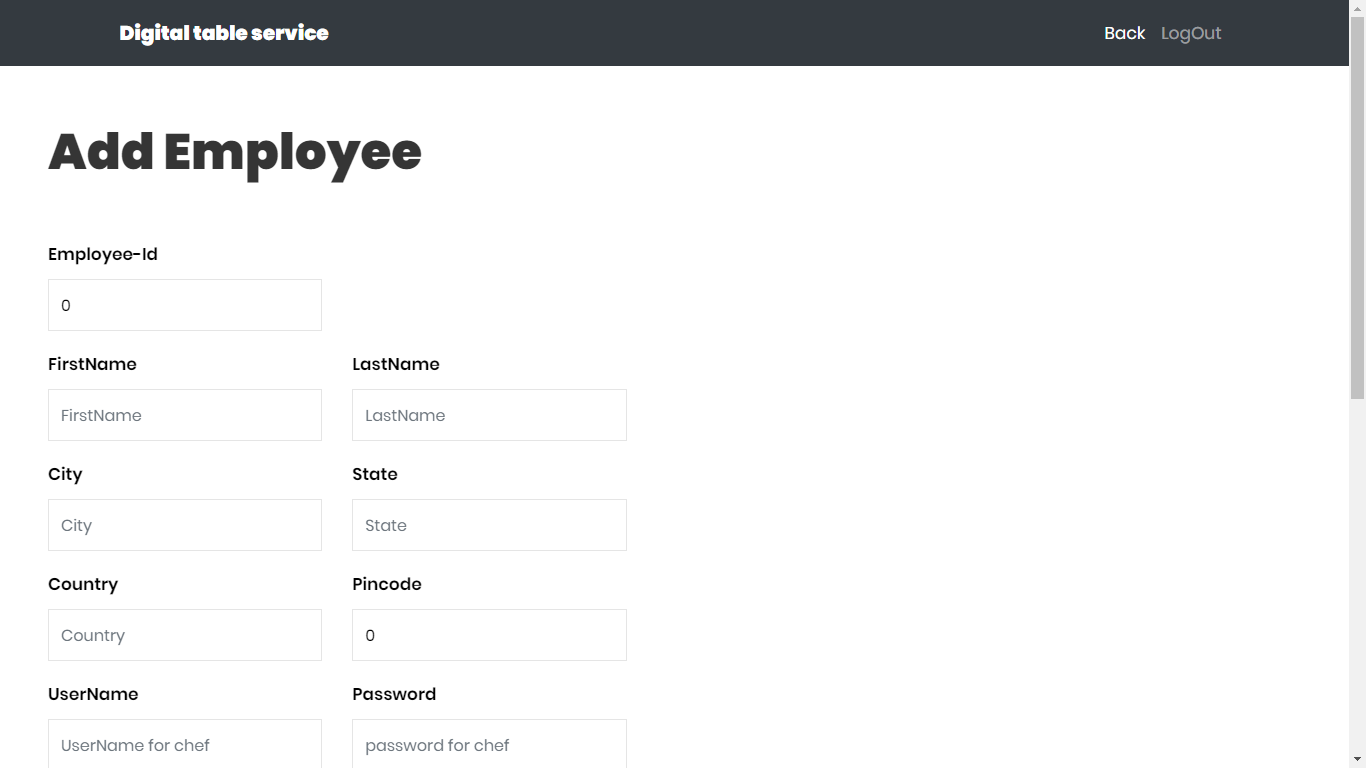 Digital table service
Back LogOut
Add Employee
Employee-Id
0
FirstName LastName
FirstName LastName
City State
City State
Country Pincode
Country 0
UserName Password
UserName for chef password for chef